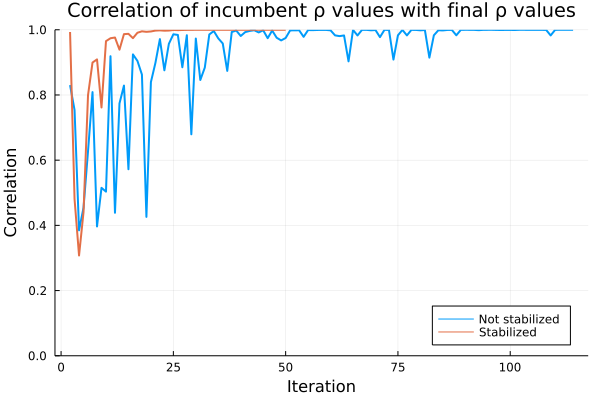 Correlation of incumbent ρ values with final ρ values
1.0
0.8
0.6
0.4
0.2
0.0
Correlation
0 25 50 75 100
Iteration
Not stabilized
Stabilized